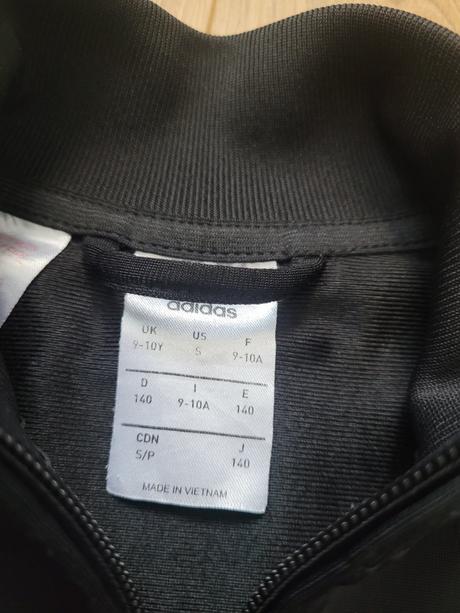 adidas
UK US F
9-10Y S 9-10A
D I E
140 9-10A 140
CDN J
S/P 140
MADE IN VIETNAM